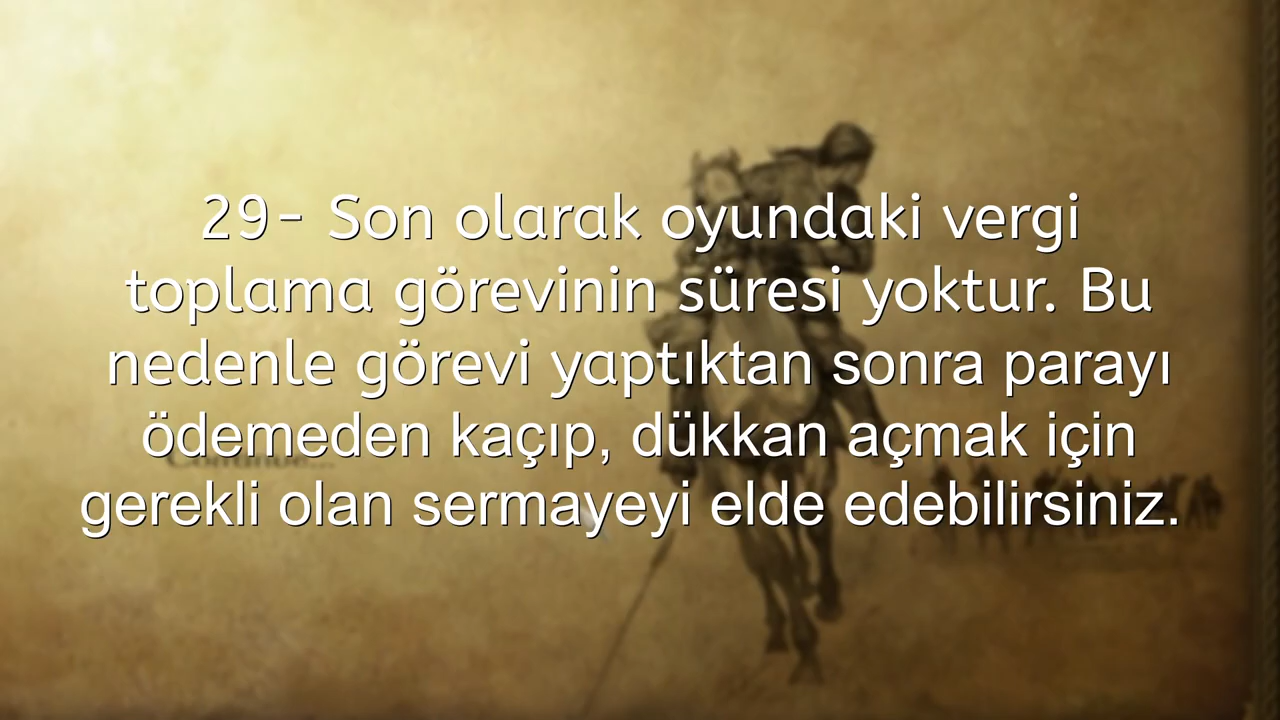 29- Son olarak oyundaki vergi
toplama görevinin süresi yoktur. Bu
nedenle görevi yaptıktan sonra parayı
ödemeden kaçıp, dükkan açmak için
gerekli olan sermayeyi elde edebilirsiniz.